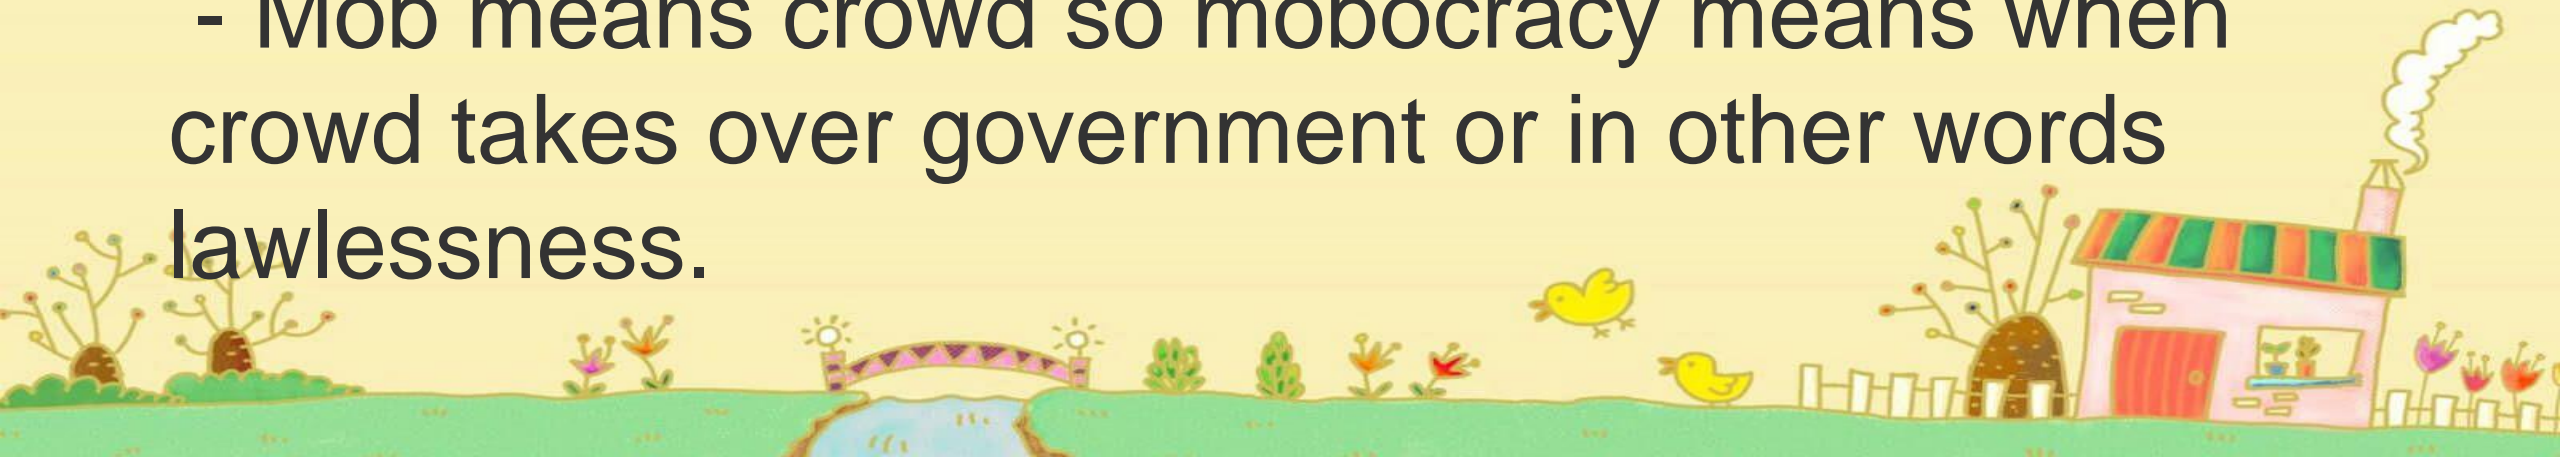 - Mob means crowd so mobocracy means when
crowd takes over government or in other words
lawlessness.